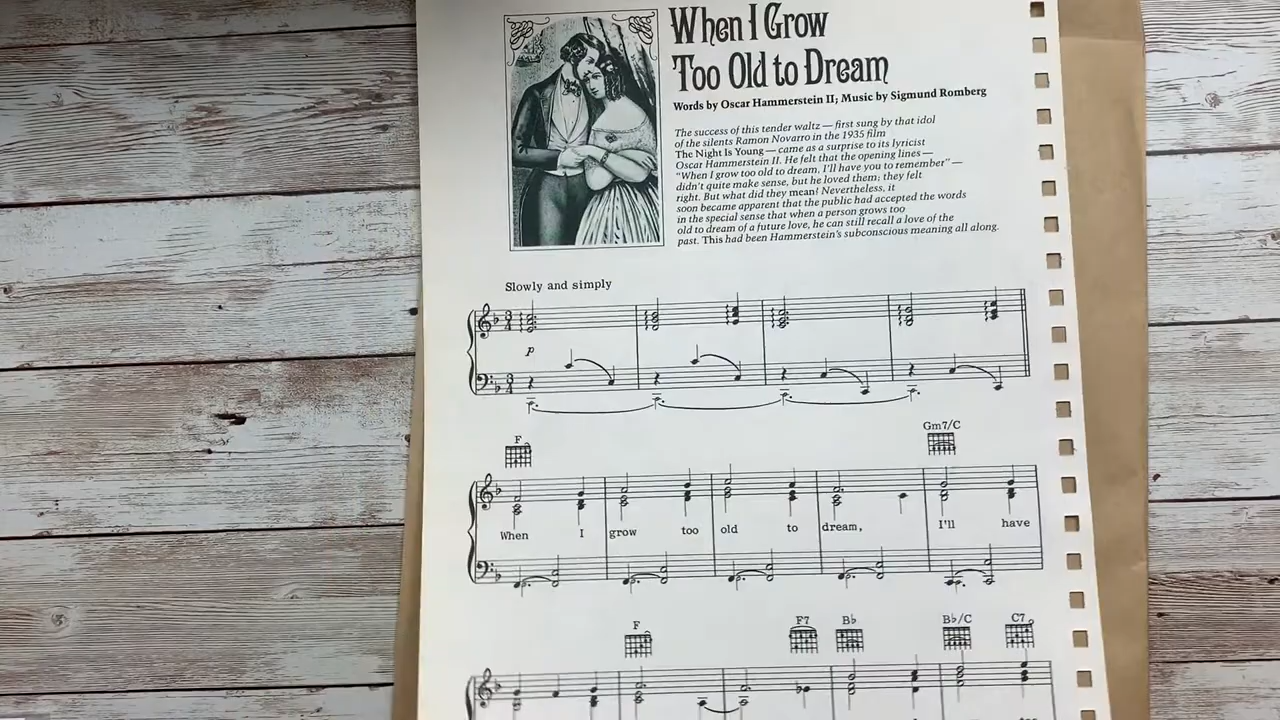 When I Grow
Too Old to Dream
Words by Oscar Hammerstein II; Music by Sigmund Romberg
The success of this tender waltz — first sung by that idol
of the silents Ramon Novarro in the 1935 film
The Night Is Young — came as a surprise to its lyricist
Oscar Hammerstein II. He felt that the opening lines —
"When I grow too old to dream, I'll have you to remember" —
didn't quite make sense, but he loved them; they felt
right. But what did they mean? Nevertheless, it
soon became apparent that the public had accepted the words
in the special sense that when a person grows too
old to dream of a future love, he can still recall a love of the
past. This had been Hammerstein's subconscious meaning all along.
Slowly and simply
p
F Gm7/C
When I grow too old to dream, I'll have
F F7 B♭ B♭/C C7